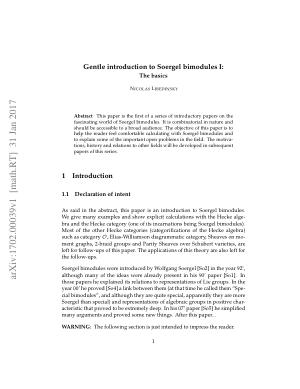 Gentle introduction to Soergel bimodules I:
The basics
NICOLAS LIBEDINSKY
Abstract This paper is the first of a series of introductory papers on the
fascinating world of Soergel bimodules. It is combinatorial in nature and
should be accessible to a broad audience. The objective of this paper is to
help the reader feel comfortable calculating with Soergel bimodules and
to explain some of the important open problems in the field. The motivations,
history and relations to other fields will be developed in subsequent
papers of this series.
1 Introduction
1.1 Declaration of intent
As said in the abstract, this paper is an introduction to Soergel bimodules.
We give many examples and show explicit calculations with the Hecke algebra
and the Hecke category (one of its incarnations being Soergel bimodules).
Most of the other Hecke categories (categorifications of the Hecke algebra)
such as category O, Elias-Williamson diagrammatic category, Sheaves on moment
graphs, 2-braid groups and Parity Sheaves over Schubert varieties, are
left for follow-ups of this paper. The applications of this theory are also left for
the follow-ups.
Soergel bimodules were introduced by Wolfgang Soergel [So2] in the year 92',
although many of the ideas were already present in his 90' paper [So1]. In
those papers he explained its relations to representations of Lie groups. In the
year 00' he proved [So4] a link between them (at that time he called them "Special
bimodules", and although they are quite special, apparently they are more
Soergel than special) and representations of algebraic groups in positive characteristic
that proved to be extremely deep. In his 07' paper [So5] he simplified
many arguments and proved some new things. After this paper...
WARNING: The following section is just intended to impress the reader.
1
arXiv:1702.00039v1 [math.RT] 31 Jan 2017